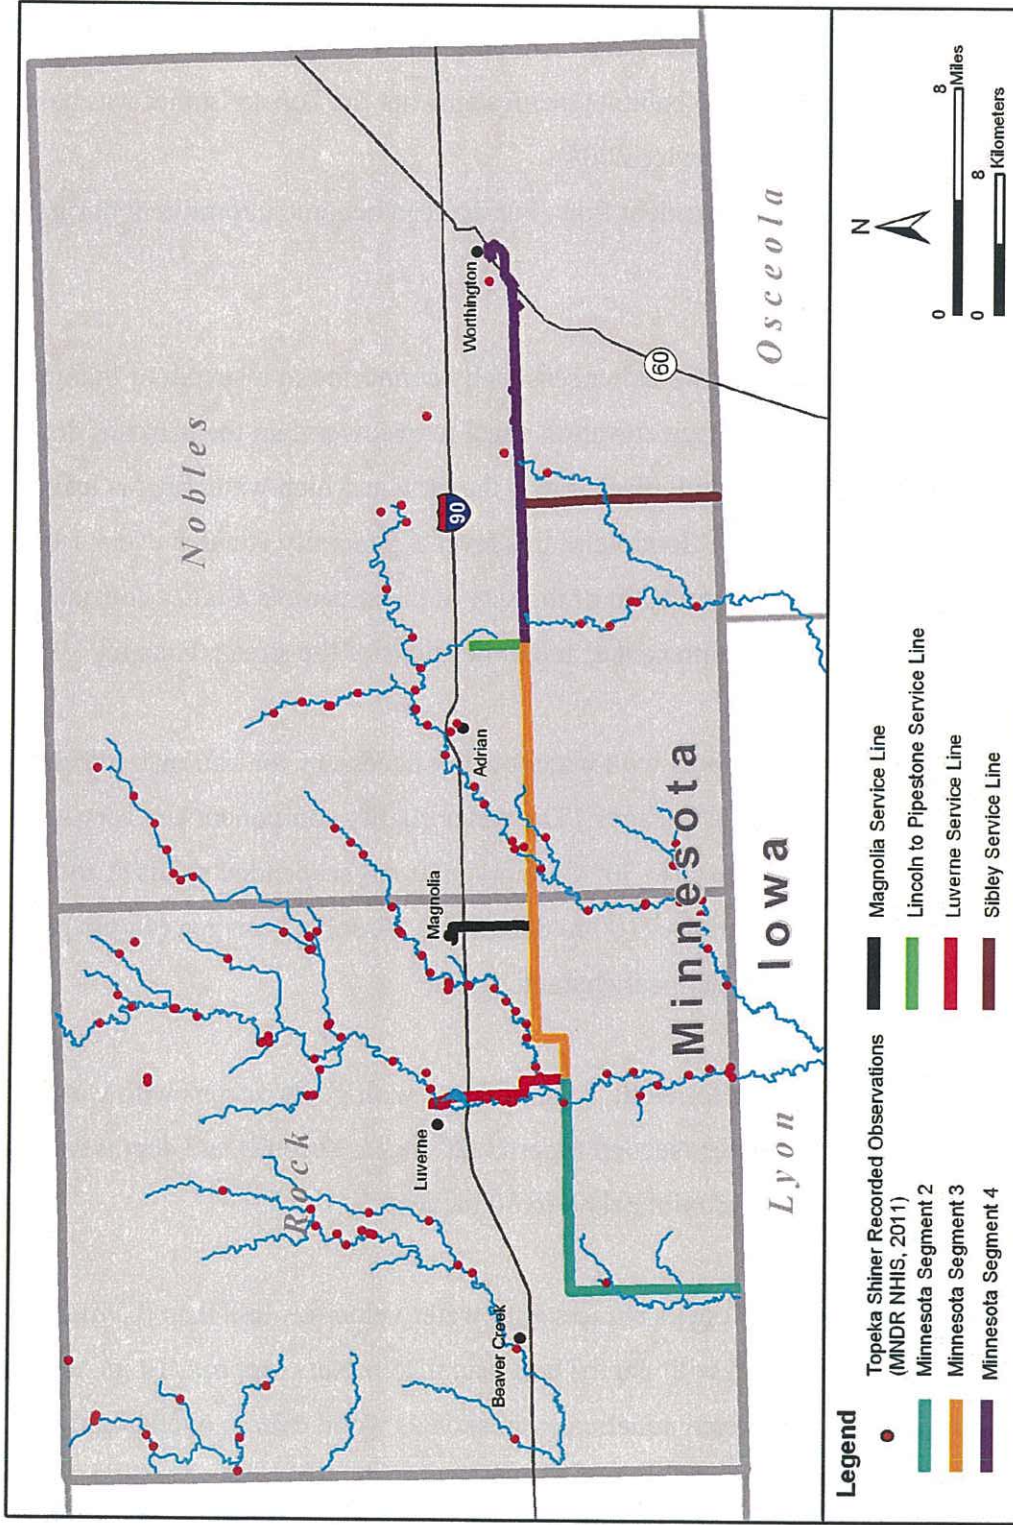 Nobles
Rock
Worthington
90
60
Adrian
Magnolia
Luverne
Beaver Creek
Minnesota
Iowa
Lyon
Osceola
Legend
Topeka Shiner Recorded Observations
(MNDR NHIS, 2011)
Minnesota Segment 2
Minnesota Segment 3
Minnesota Segment 4
Magnolia Service Line
Lincoln to Pipestone Service Line
Luverne Service Line
Sibley Service Line
N
0 8
Miles
0 8
Kilometers